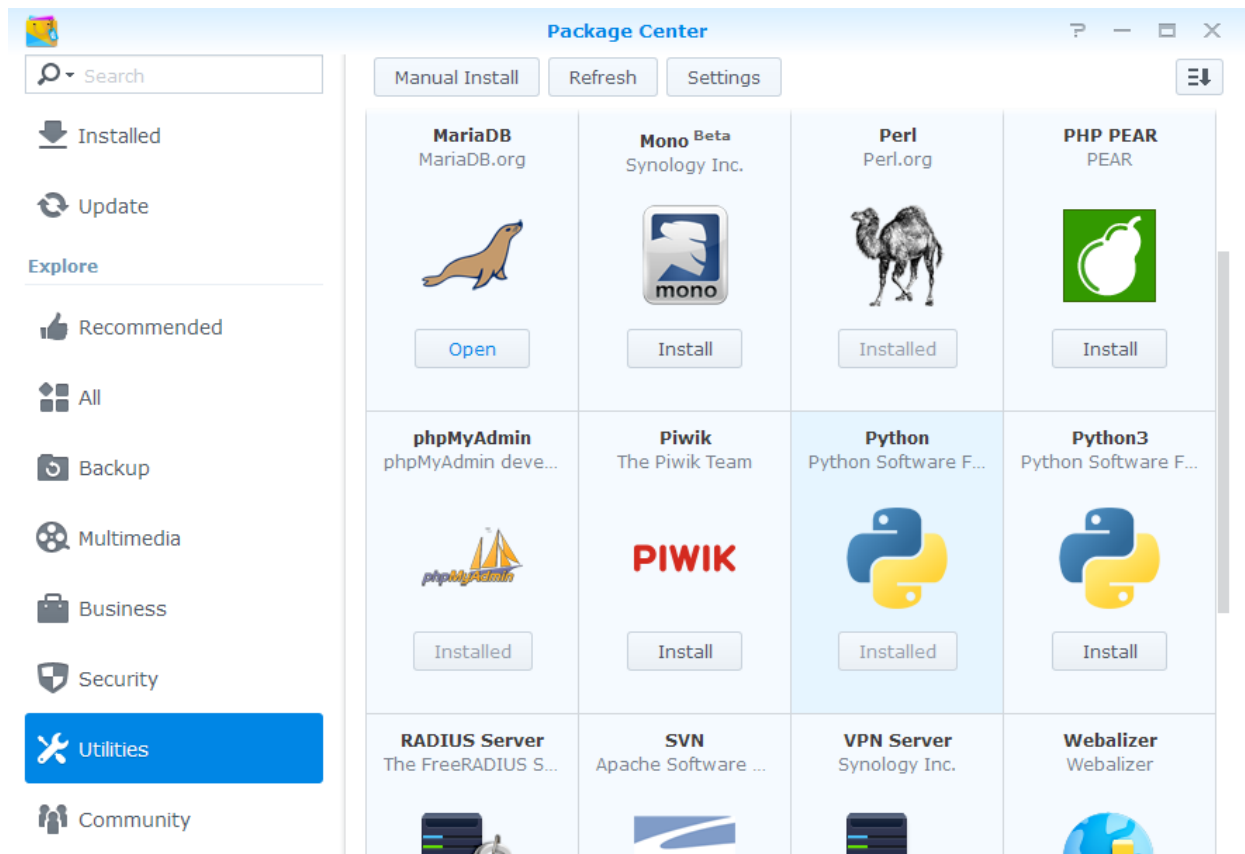 Package Center
Search
Manual Install
Refresh
Settings
Installed
Update
Explore
Recommended
All
Backup
Multimedia
Business
Security
Utilities
Community
MariaDB
MariaDB.org
Open
Mono Beta
Synology Inc.
mono
Install
Perl
Perl.org
Installed
PHP PEAR
PEAR
Install
phpMyAdmin
phpMyAdmin deve...
phpMyAdmin
Installed
Piwik
The Piwik Team
PIWIK
Install
Python
Python Software F...
Installed
Python3
Python Software F...
Install
RADIUS Server
The FreeRADIUS S...
SVN
Apache Software ...
VPN Server
Synology Inc.
Webalizer
Webalizer